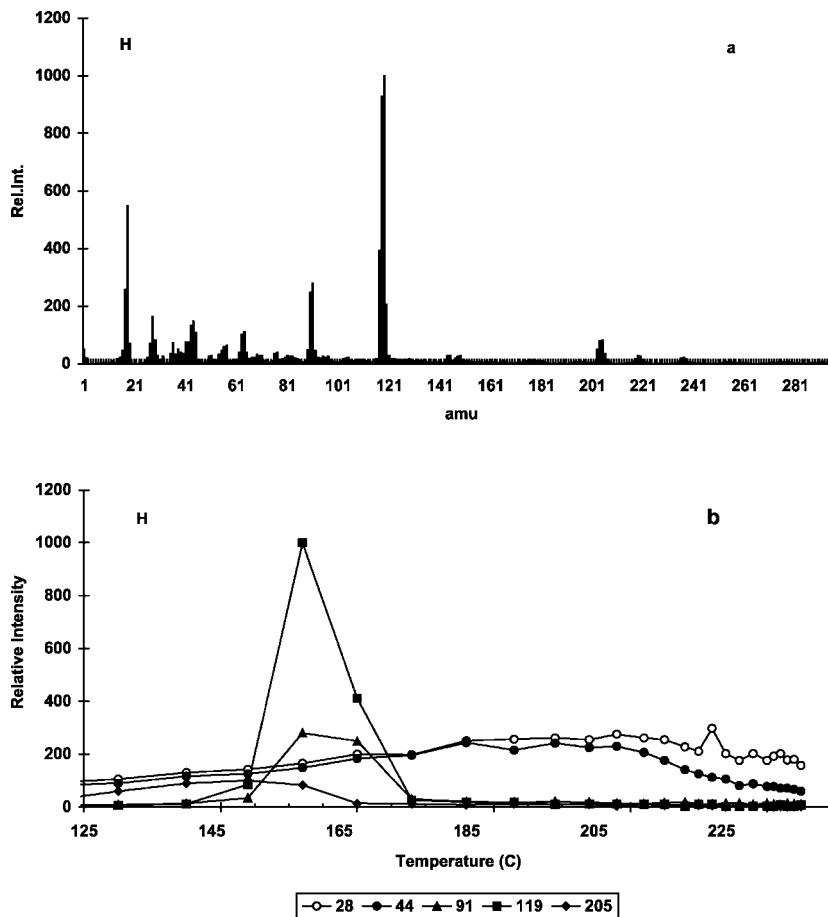 1200
H
a
1000
800
600
400
200
0
Rel.Int.
1 21 41 61 81 101 121 141 161 181 201 221 241 261 281
amu
1200
H
b
1000
800
600
400
200
0
Relative Intensity
125 145 165 185 205 225
Temperature (C)
28 44 91 119 205